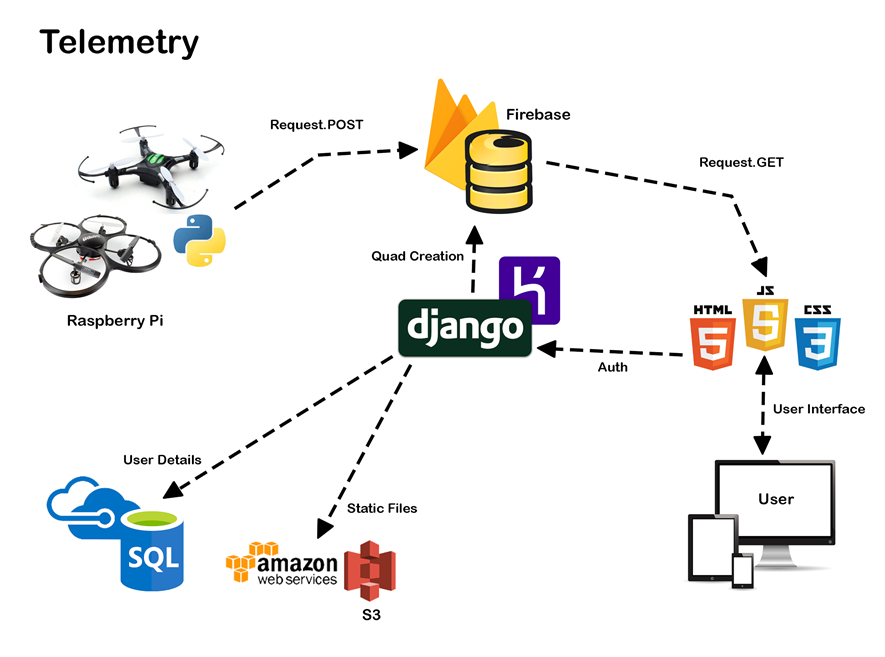 Telemetry
Firebase
Request.POST
Request.GET
Quad Creation
Raspberry Pi
django
HTML
JS
CSS
5
5
3
Auth
User Interface
User Details
User
Static Files
SQL
amazon
web services
S3